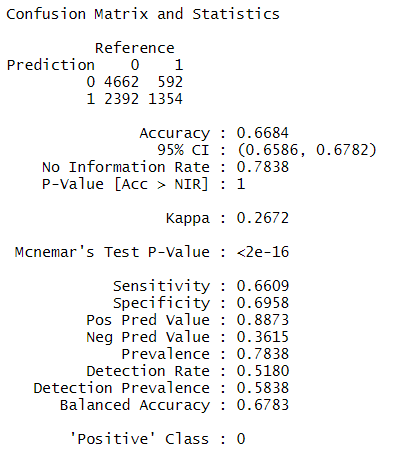 Confusion Matrix and Statistics
Reference
Prediction 0 1
0 4662 592
1 2392 1354
Accuracy : 0.6684
95% CI : (0.6586, 0.6782)
No Information Rate : 0.7838
P-Value [Acc > NIR] : 1
Kappa : 0.2672
Mcnemar's Test P-Value : <2e-16
Sensitivity : 0.6609
Specificity : 0.6958
Pos Pred Value : 0.8873
Neg Pred Value : 0.3615
Prevalence : 0.7838
Detection Rate : 0.5180
Detection Prevalence : 0.5838
Balanced Accuracy : 0.6783
'Positive' Class : 0